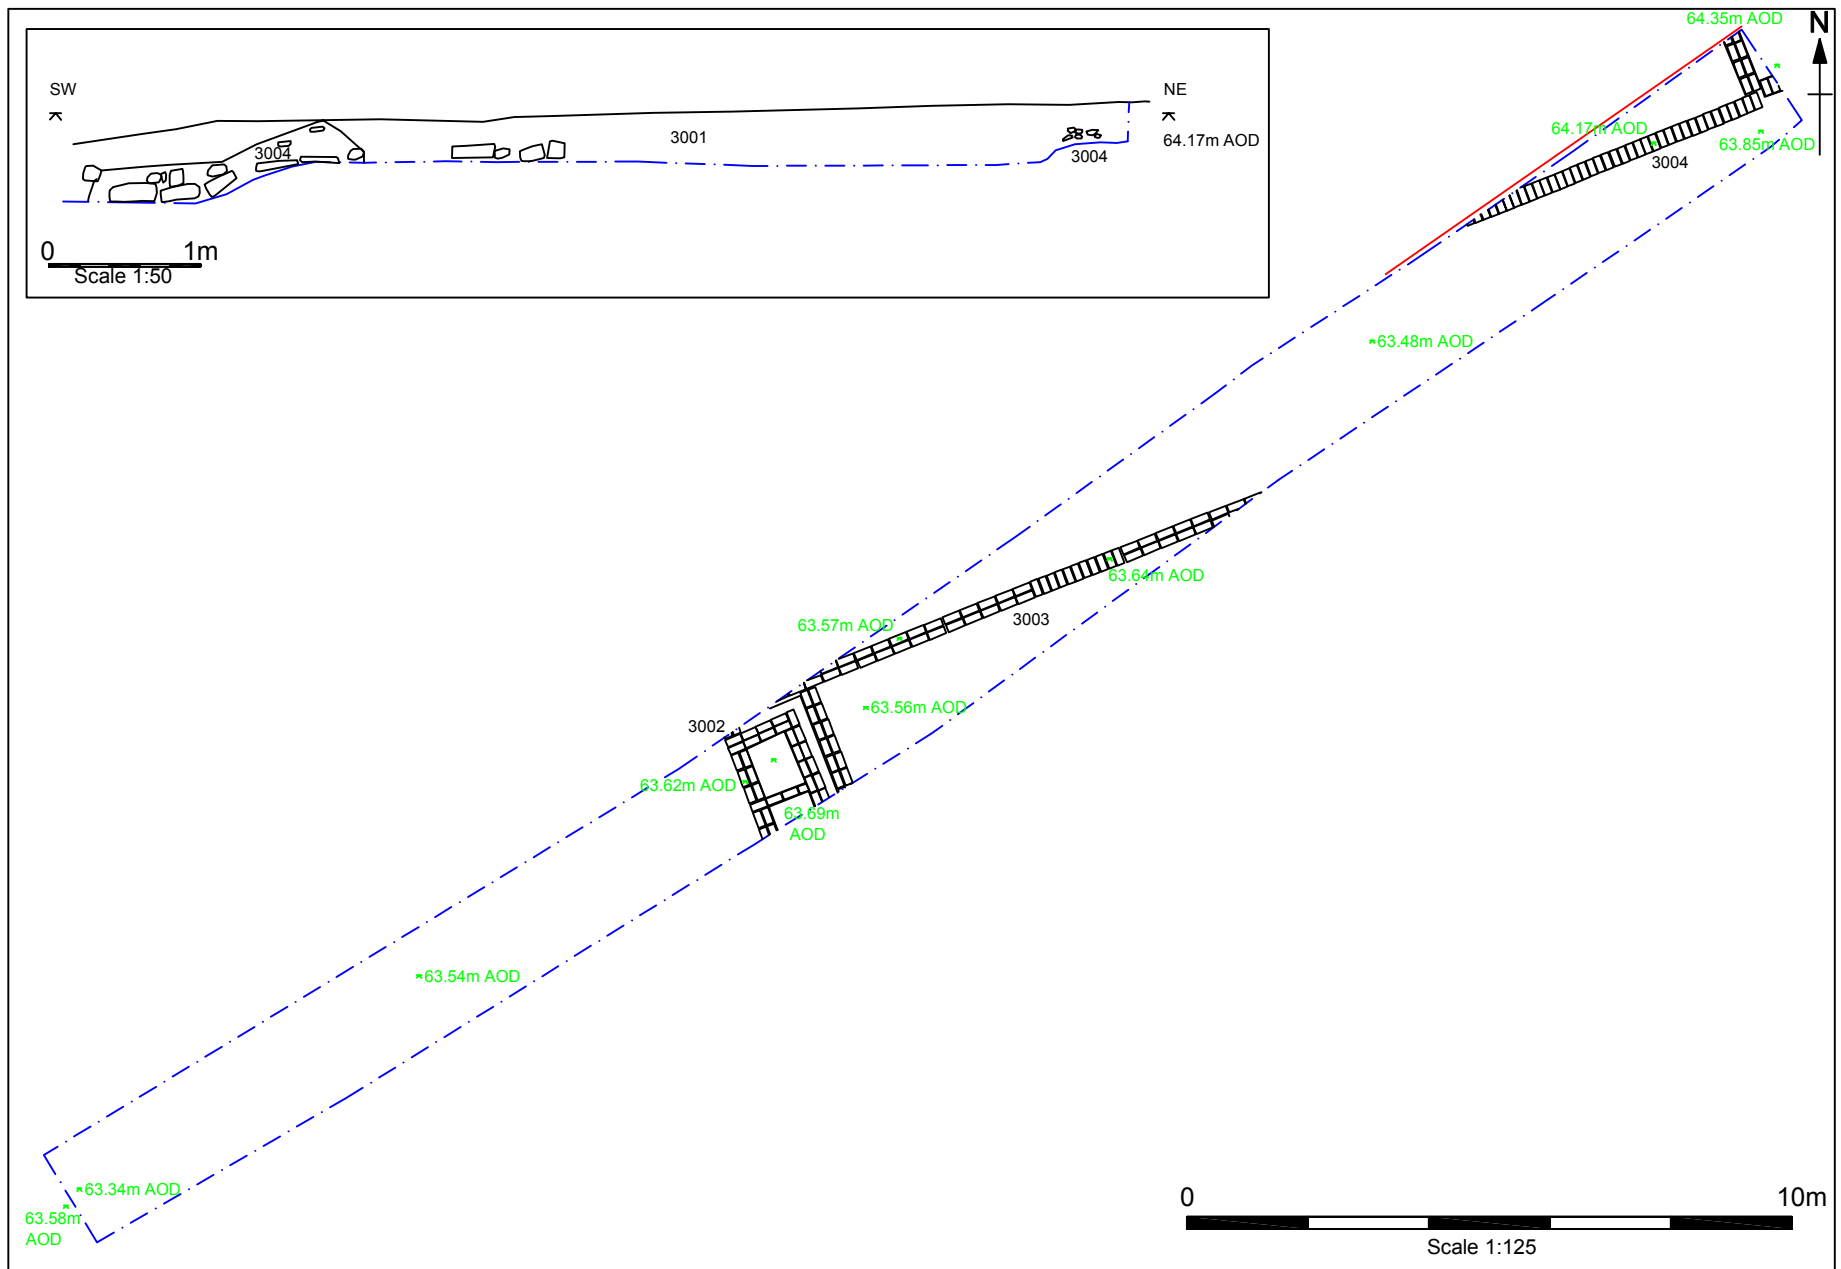 64.35m AOD
N
SW
NE
3001
64.17m AOD
3004
3004
0 1m
Scale 1:50
64.17m AOD
63.85m AOD
3004
63.48m AOD
63.64m AOD
3003
63.57m AOD
63.56m AOD
3002
63.62m AOD
63.69m
AOD
63.54m AOD
63.34m AOD
63.58m
AOD
0 10m
Scale 1:125